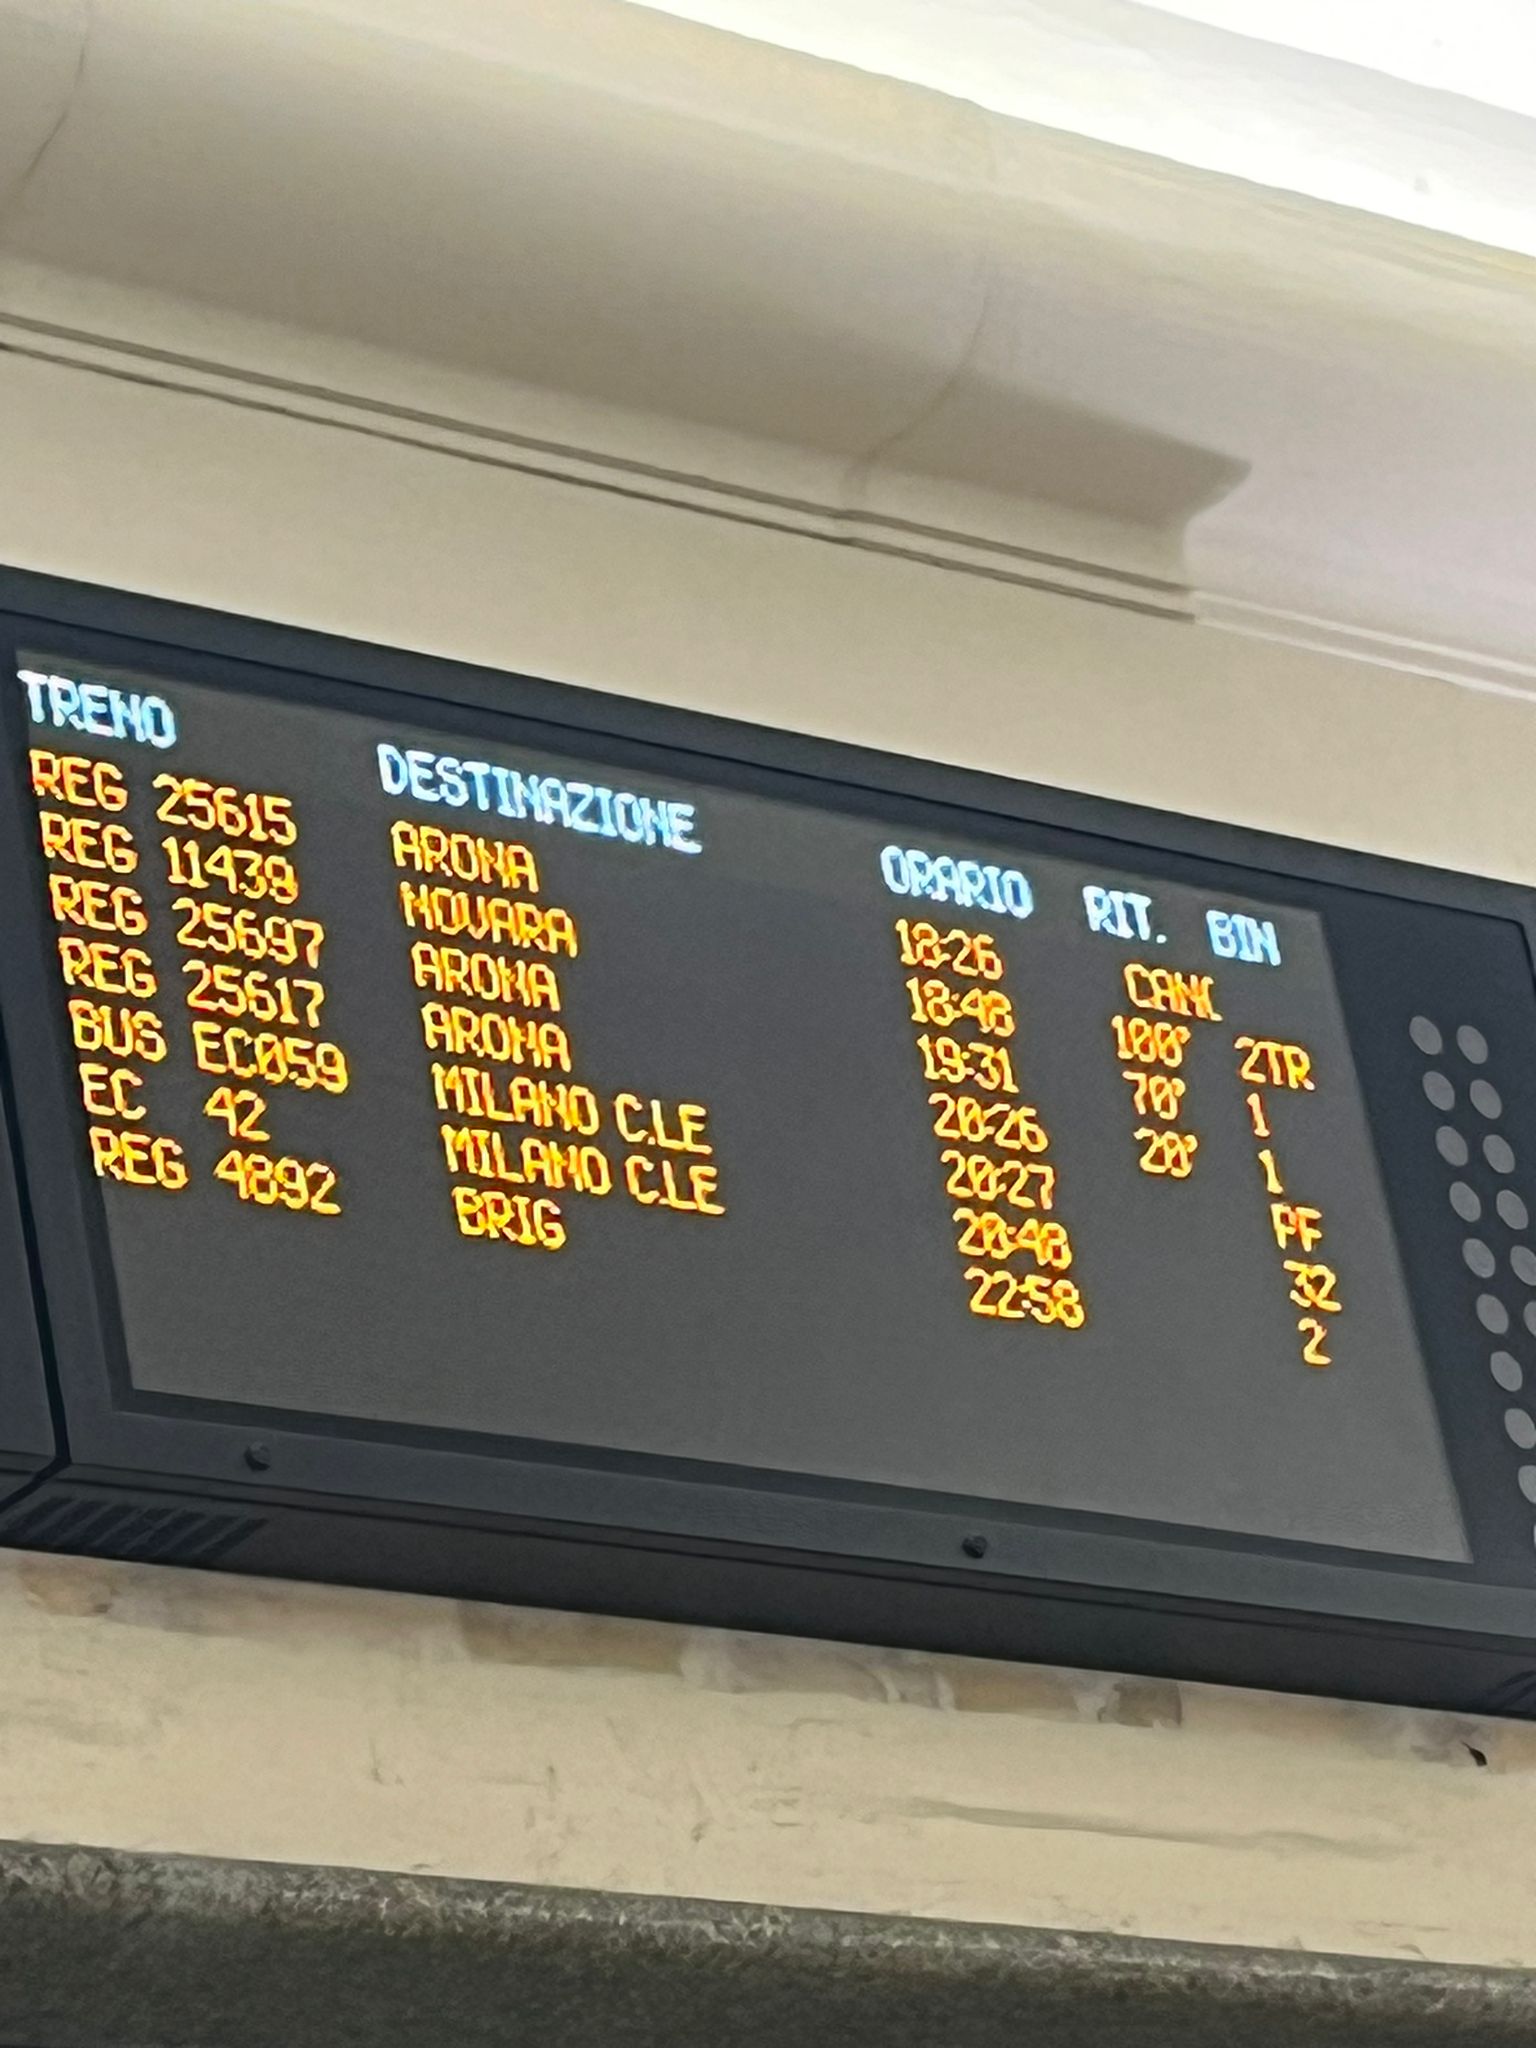 TRENO DESTINAZIONE ORARIO RIT. BIN
REG 25615 ARONA 18:26 CANC
REG 11439 NOVARA 18:48 100' 2TR
REG 25697 ARONA 19:31 70' 1
REG 25617 ARONA 20:26 20' 1
BUS EC059 MILANO C.LE 20:27 PF
EC 42 MILANO C.LE 20:48 32
REG 4892 BRIG 22:58 2